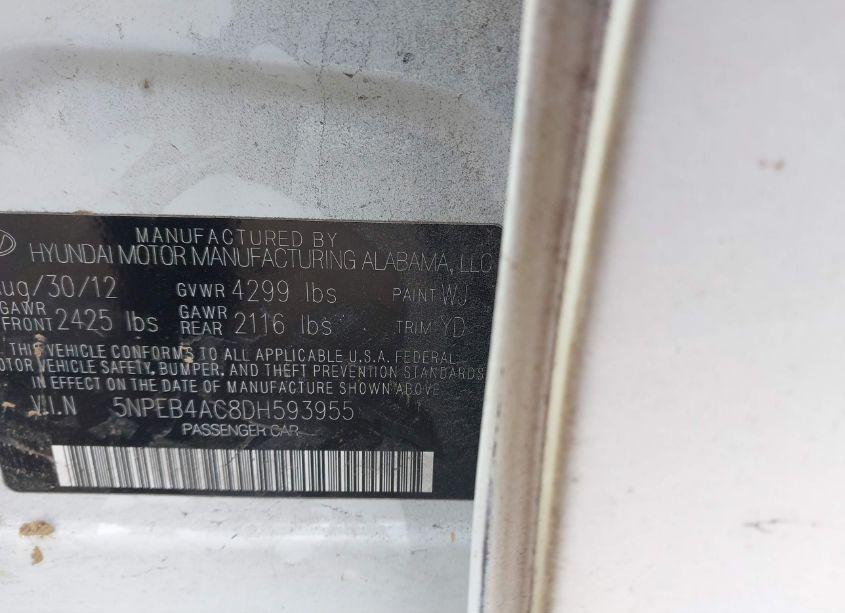 MANUFACTURED BY
HYUNDAI MOTOR MANUFACTURING ALABAMA, LLC
ug/30/12 GVWR 4299 lbs PAINT WJ
GAWR FRONT 2425 lbs GAWR REAR 2116 lbs TRIM YD
THIS VEHICLE CONFORMS TO ALL APPLICABLE U.S.A. FEDERAL
OTOR VEHICLE SAFETY, BUMPER, AND THEFT PREVENTION STANDARDS
IN EFFECT ON THE DATE OF MANUFACTURE SHOWN ABOVE
V.I.N 5NPEB4AC8DH593955
PASSENGER CAR